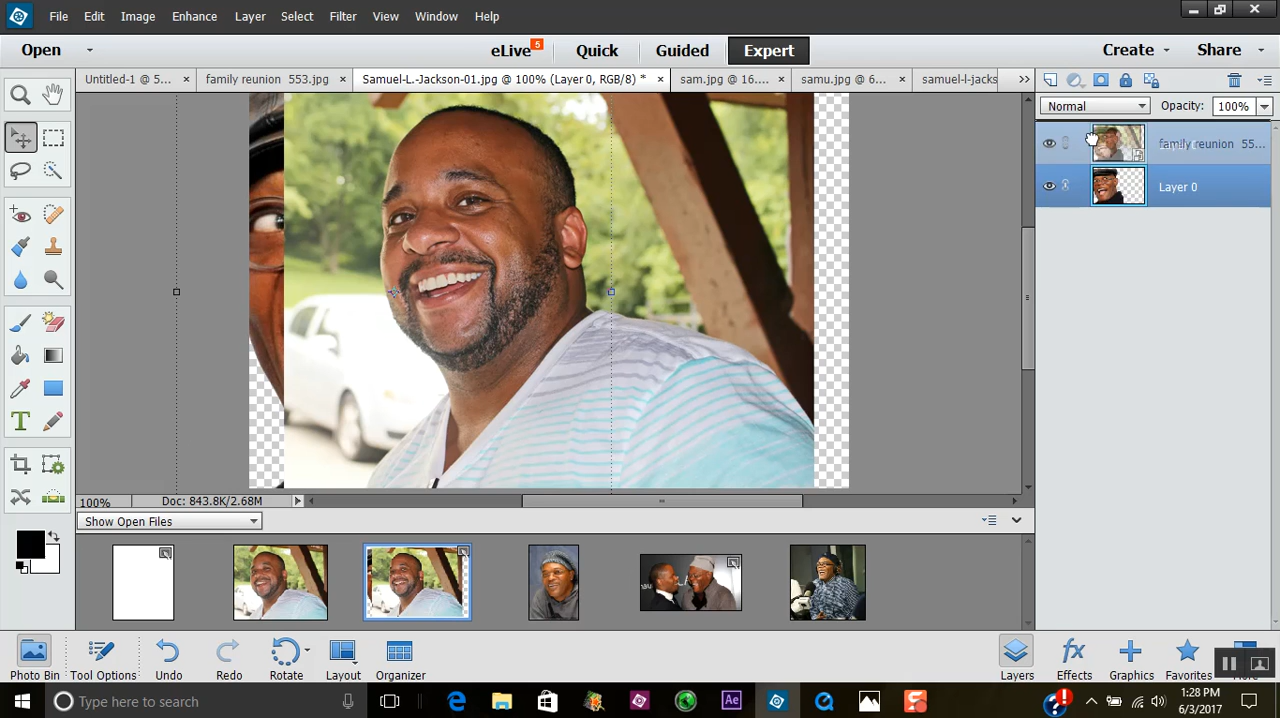 File Edit Image Enhance Layer Select Filter View Window Help
Open eLive 5 Quick Guided Expert Create Share
Untitled-1 @ 5... × family reunion 553.jpg × Samuel-L.-Jackson-01.jpg @ 100% (Layer 0, RGB/8) * × sam.jpg @ 16.... × samu.jpg @ 6... × samuel-l-jacks >>
Normal Opacity: 100%
family reunion 55...
Layer 0
100% Doc: 843.8K/2.68M
Show Open Files
T
Photo Bin Tool Options Undo Redo Rotate Layout Organizer Layers fx Effects Graphics Favorites
Type here to search Ae 1:28 PM
6/3/2017